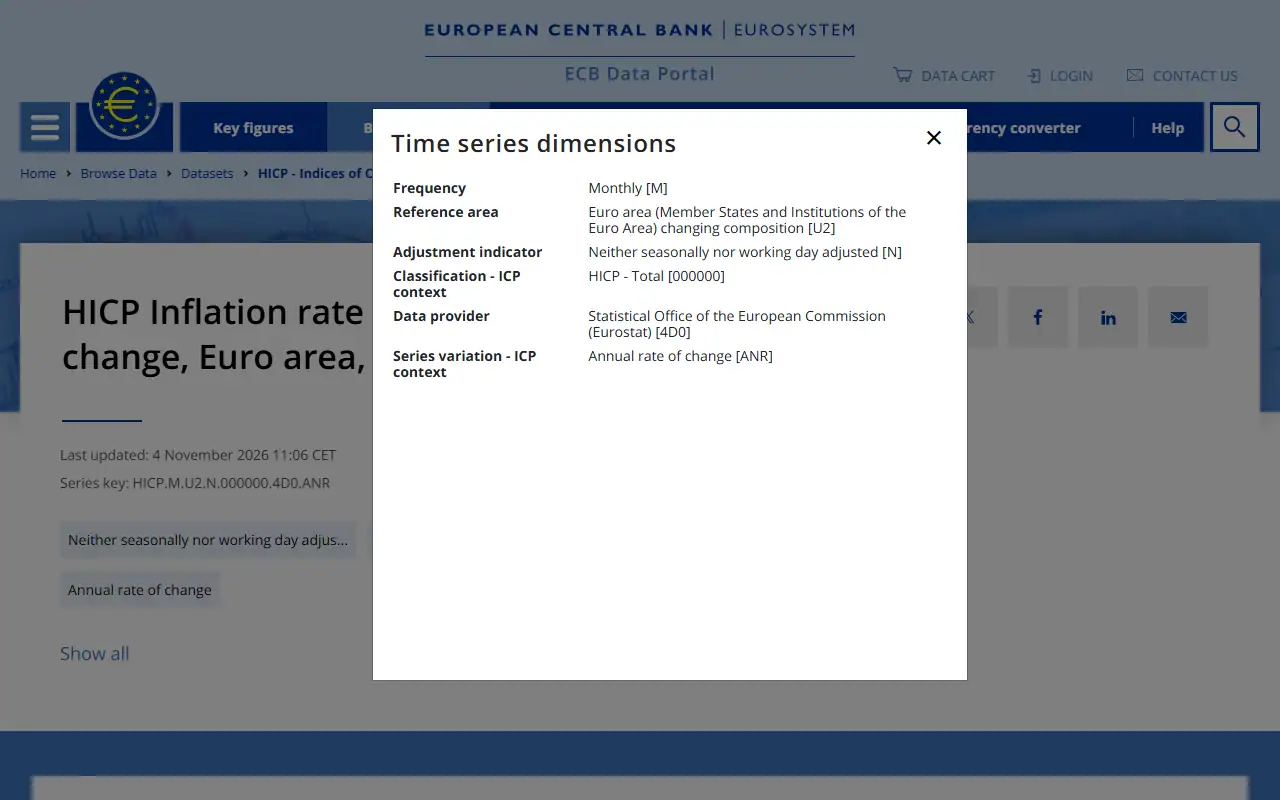 EUROPEAN CENTRAL BANK | EUROSYSTEM
ECB Data Portal
DATA CART
LOGIN
CONTACT US
Key figures
B
rency converter
Help
Home > Browse Data > Datasets > HICP - Indices of C
Time series dimensions
Frequency Monthly [M]
Reference area Euro area (Member States and Institutions of the
Euro Area) changing composition [U2]
Adjustment indicator Neither seasonally nor working day adjusted [N]
Classification - ICP HICP - Total [000000]
context
Data provider Statistical Office of the European Commission
(Eurostat) [4D0]
Series variation - ICP Annual rate of change [ANR]
context
HICP Inflation rate
change, Euro area,
Last updated: 4 November 2026 11:06 CET
Series key: HICP.M.U2.N.000000.4D0.ANR
Neither seasonally nor working day adjus...
Annual rate of change
Show all